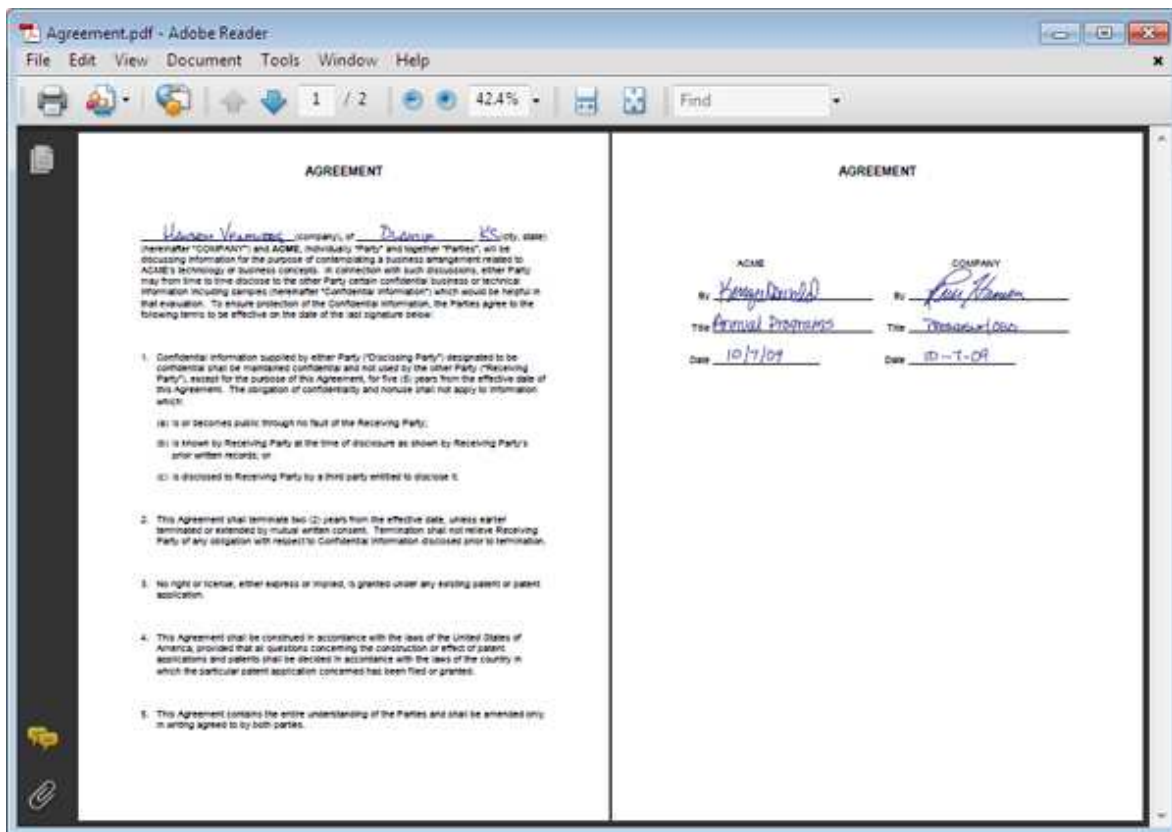 Agreement.pdf - Adobe Reader
File Edit View Document Tools Window Help
1 / 2 42.4% Find
AGREEMENT
(company), of KS (city, state)
(hereinafter "COMPANY") and ACME, individually "Party" and together "Parties", will be
discussing information for the purpose of contemplating a business arrangement related to
ACME's technology or business concepts. In connection with such discussions, either Party
may from time to time disclose to the other Party certain confidential business or technical
information including samples (hereinafter "Confidential Information") which would be helpful in
that evaluation. To ensure protection of the Confidential Information, the Parties agree to the
following terms to be effective on the date of the last signature below:
1. Confidential Information supplied by either Party ("Disclosing Party") designated to be
confidential shall be maintained confidential and not used by the other Party ("Receiving
Party"), except for the purpose of this Agreement, for five (5) years from the effective date of
this Agreement. The obligation of confidentiality and nonuse shall not apply to information
which:
(a) is or becomes public through no fault of the Receiving Party;
(b) is known by Receiving Party at the time of disclosure as shown by Receiving Party's
prior written records; or
(c) is disclosed to Receiving Party by a third party entitled to disclose it.
2. This Agreement shall terminate two (2) years from the effective date, unless earlier
terminated or extended by mutual written consent. Termination shall not relieve Receiving
Party of any obligation with respect to Confidential Information disclosed prior to termination.
3. No right or license, either express or implied, is granted under any existing patent or patent
application.
4. This Agreement shall be construed in accordance with the laws of the United States of
America, provided that all questions concerning the construction or effect of patent
applications and patents shall be decided in accordance with the laws of the country in
which the particular patent application concerned has been filed or granted.
5. This Agreement contains the entire understanding of the Parties and shall be amended only
in writing agreed to by both parties.
AGREEMENT
ACME COMPANY
By By
Title Annual Programs Title
Date 10/7/09 Date 10-7-09